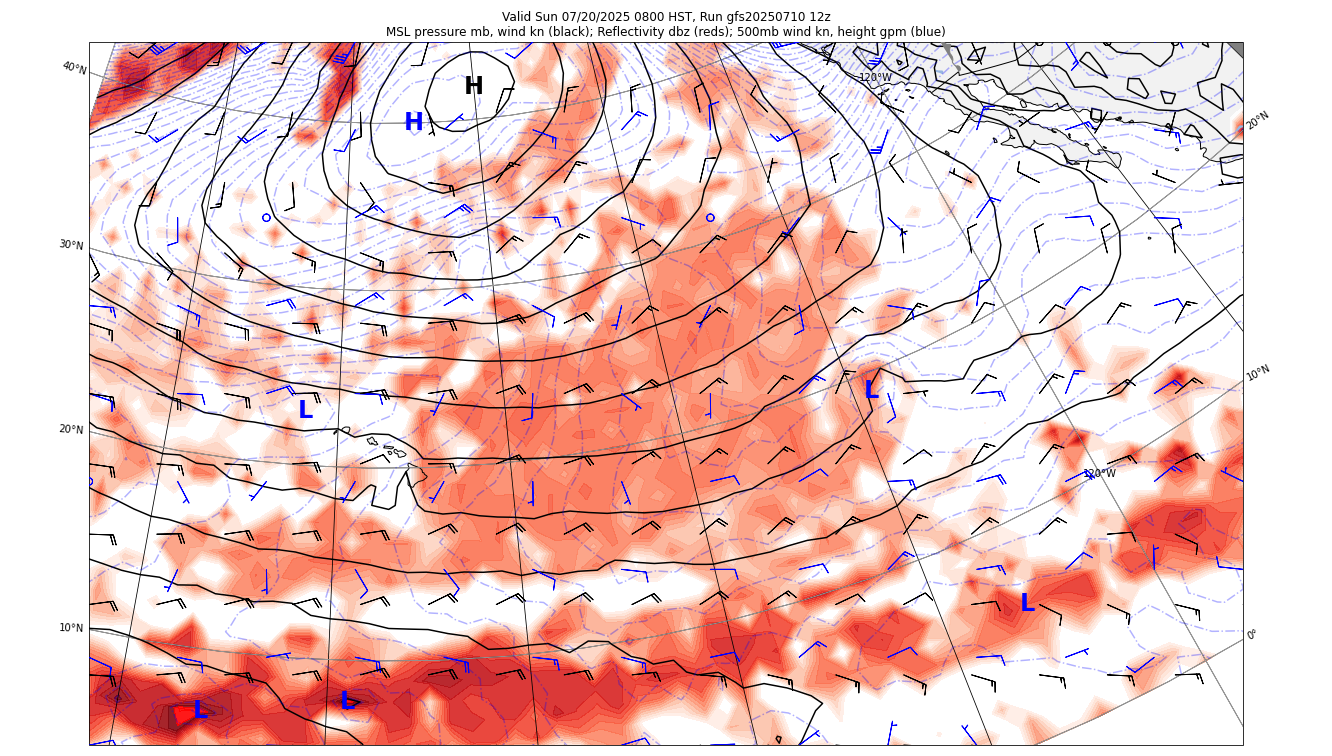 Valid Sun 07/20/2025 0800 HST, Run gfs20250710 12z
MSL pressure mb, wind kn (black); Reflectivity dbz (reds); 500mb wind kn, height gpm (blue)
40°N
120°W
20°N
H
H
30°N
10°N
L
L
20°N
120°W
L
10°N
0°
L
L